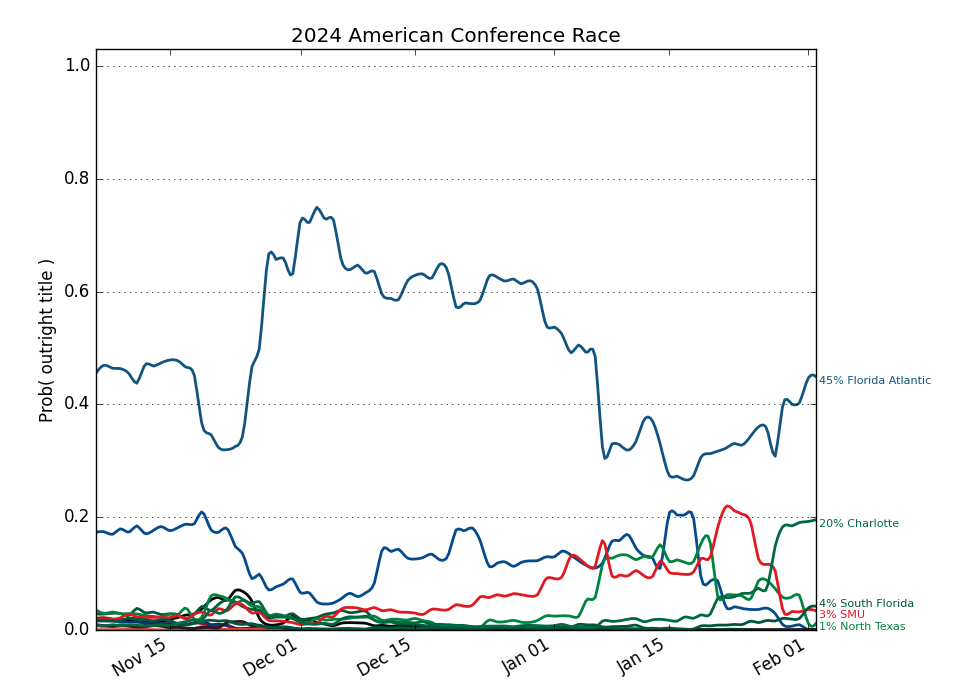 2024 American Conference Race
1.0
0.8
0.6
0.4
0.2
0.0
Prob( outright title )
45% Florida Atlantic
20% Charlotte
4% South Florida
3% SMU
1% North Texas
Nov 15
Dec 01
Dec 15
Jan 01
Jan 15
Feb 01